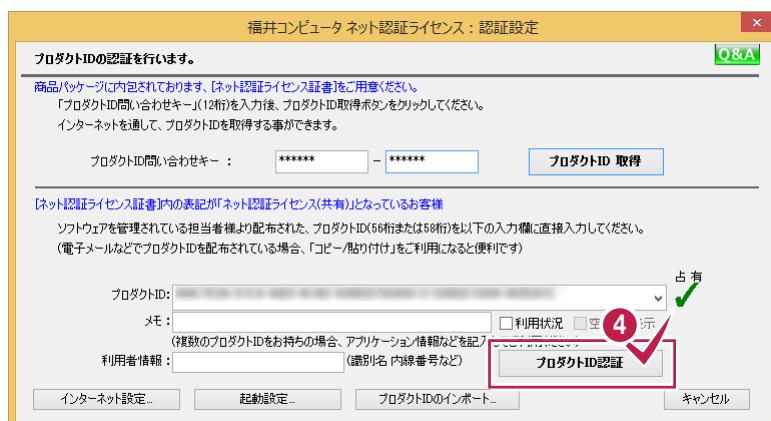 福井コンピュータ ネット認証ライセンス：認証設定
×
プロダクトIDの認証を行います。
Q&A
商品パッケージに内包されております、[ネット認証ライセンス証書]をご用意ください。
「プロダクトID問い合わせキー」(12桁)を入力後、プロダクトID取得ボタンをクリックしてください。
インターネットを通して、プロダクトIDを取得する事ができます。
プロダクトID問い合わせキー： ****** － ****** プロダクトID 取得
[ネット認証ライセンス証書]内の表記が「ネット認証ライセンス(共有)」となっているお客様
ソフトウェアを管理されている担当者様より配布された、プロダクトID(56桁または58桁)を以下の入力欄に直接入力してください。
(電子メールなどでプロダクトIDを配布されている場合、「コピー/貼り付け」をご利用になると便利です)
占有
プロダクトID:
メモ： 利用状況 空 示
4
(複数のプロダクトIDをお持ちの場合、アプリケーション情報などを記入
利用者情報： (識別名 内線番号など) プロダクトID認証
インターネット設定... 起動設定... プロダクトIDのインポート... キャンセル